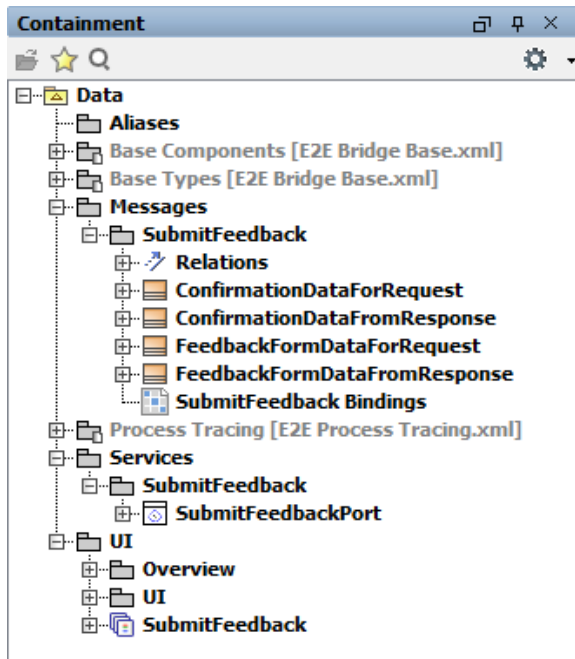 Containment
Data
Aliases
Base Components [E2E Bridge Base.xml]
Base Types [E2E Bridge Base.xml]
Messages
SubmitFeedback
Relations
ConfirmationDataForRequest
ConfirmationDataFromResponse
FeedbackFormDataForRequest
FeedbackFormDataFromResponse
SubmitFeedback Bindings
Process Tracing [E2E Process Tracing.xml]
Services
SubmitFeedback
SubmitFeedbackPort
UI
Overview
UI
SubmitFeedback